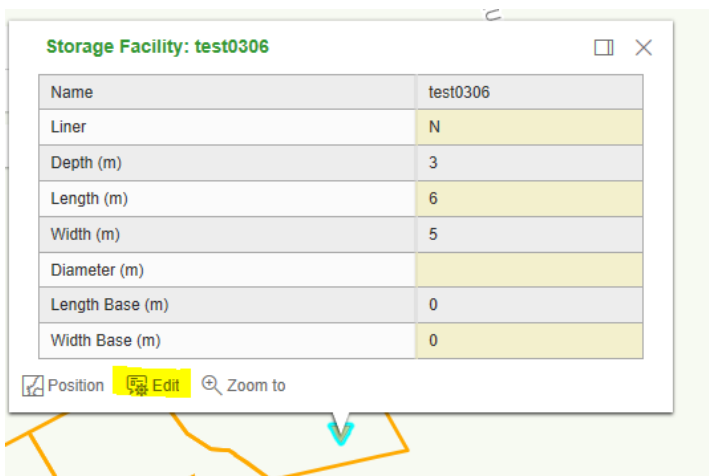 Storage Facility: test0306
Name test0306
Liner N
Depth (m) 3
Length (m) 6
Width (m) 5
Diameter (m)
Length Base (m) 0
Width Base (m) 0
Position Edit Zoom to